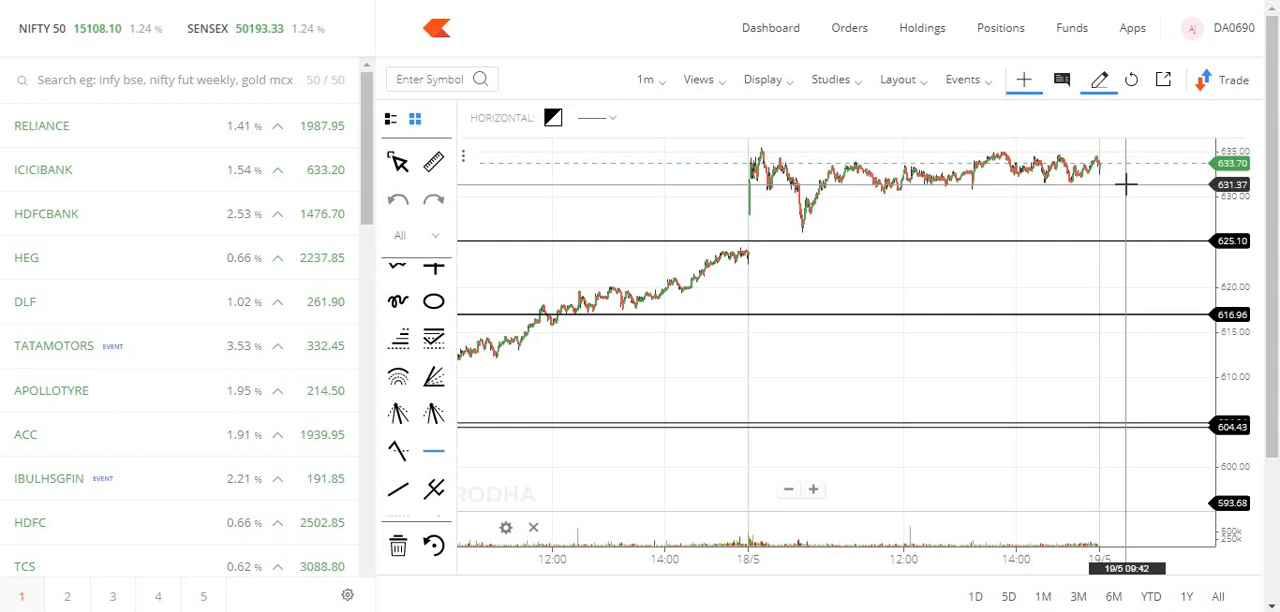 NIFTY 50 15108.10 1.24 % SENSEX 50193.33 1.24 %
Dashboard Orders Holdings Positions Funds Apps AJ DA0690
Search eg: infy bse, nifty fut weekly, gold mcx 50 / 50
Enter Symbol 1m Views Display Studies Layout Events Trade
HORIZONTAL:
RELIANCE 1.41 % 1987.95
ICICIBANK 1.54 % 633.20
HDFCBANK 2.53 % 1476.70
HEG 0.66 % 2237.85
DLF 1.02 % 261.90
TATAMOTORS EVENT 3.53 % 332.45
APOLLOTYRE 1.95 % 214.50
ACC 1.91 % 1939.95
IBULHSGFIN EVENT 2.21 % 191.85
HDFC 0.66 % 2502.85
TCS 0.62 % 3088.80
1 2 3 4 5
All
635.00
633.70
631.37
630.00
625.10
620.00
616.96
615.00
610.00
604.43
600.00
593.68
RODHA
500k
250k
12:00 14:00 18/5 12:00 14:00 19/5
19/5 09:42
1D 5D 1M 3M 6M YTD 1Y All